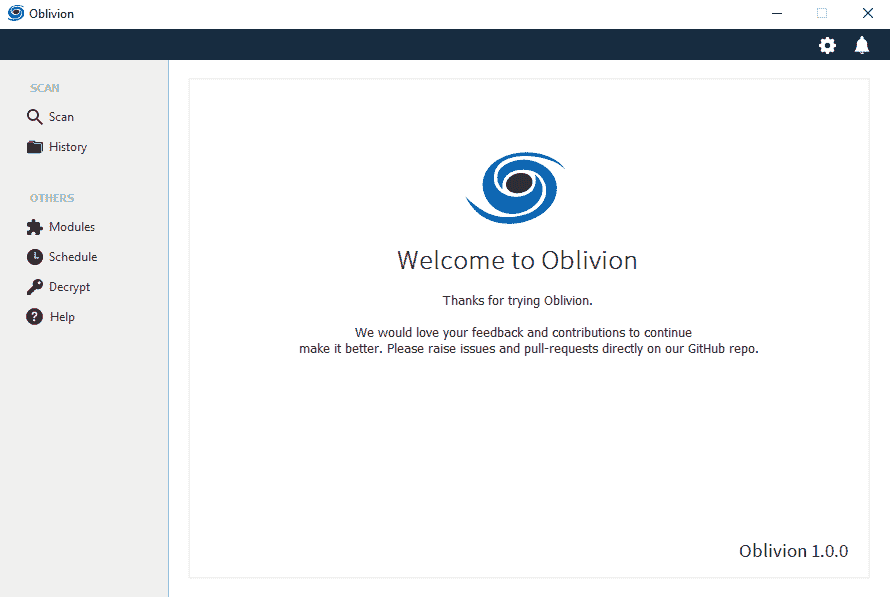 Oblivion
SCAN
Scan
History
OTHERS
Modules
Schedule
Decrypt
Help
Welcome to Oblivion
Thanks for trying Oblivion.
We would love your feedback and contributions to continue
make it better. Please raise issues and pull-requests directly on our GitHub repo.
Oblivion 1.0.0